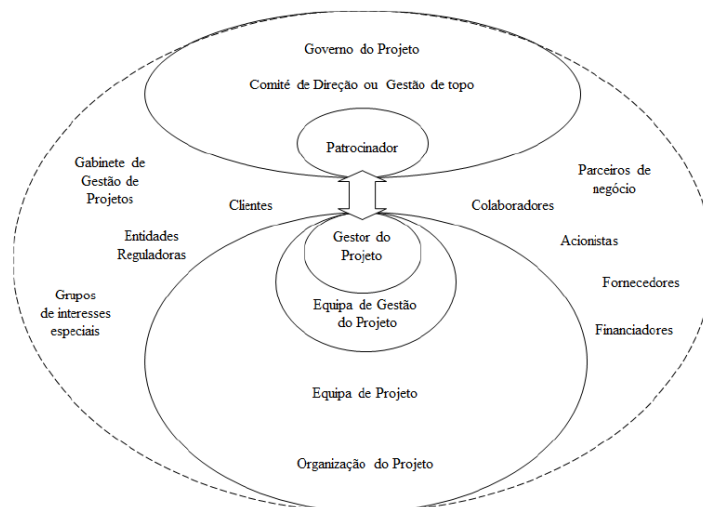 Governo do Projeto
Comité de Direção ou Gestão de topo
Patrocinador
Gabinete de
Gestão de
Projetos
Parceiros de
negócio
Clientes
Colaboradores
Entidades
Reguladoras
Gestor do
Projeto
Acionistas
Grupos
de interesses
especiais
Equipa de Gestão
do Projeto
Fornecedores
Financiadores
Equipa de Projeto
Organização do Projeto